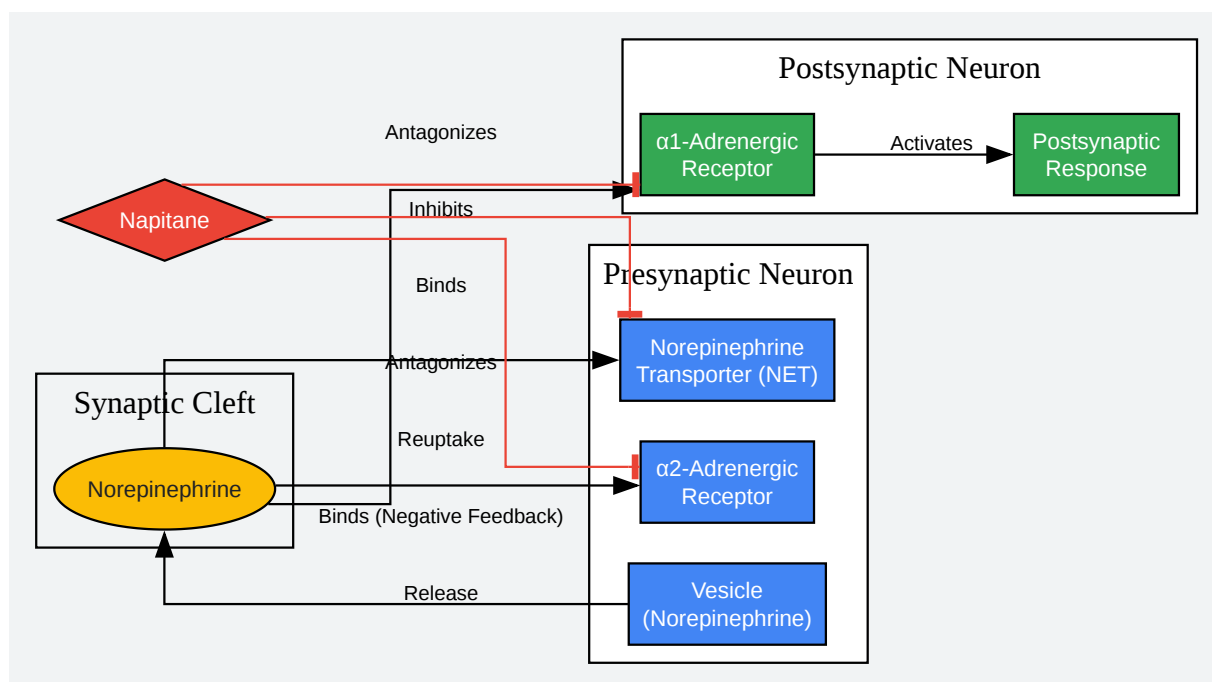 Postsynaptic Neuron
Antagonizes
α1-Adrenergic
Receptor
Activates
Postsynaptic
Response
Napitane
Inhibits
Binds
Presynaptic Neuron
Norepinephrine
Transporter (NET)
Antagonizes
Synaptic Cleft
Reuptake
α2-Adrenergic
Receptor
Norepinephrine
Binds (Negative Feedback)
Release
Vesicle
(Norepinephrine)